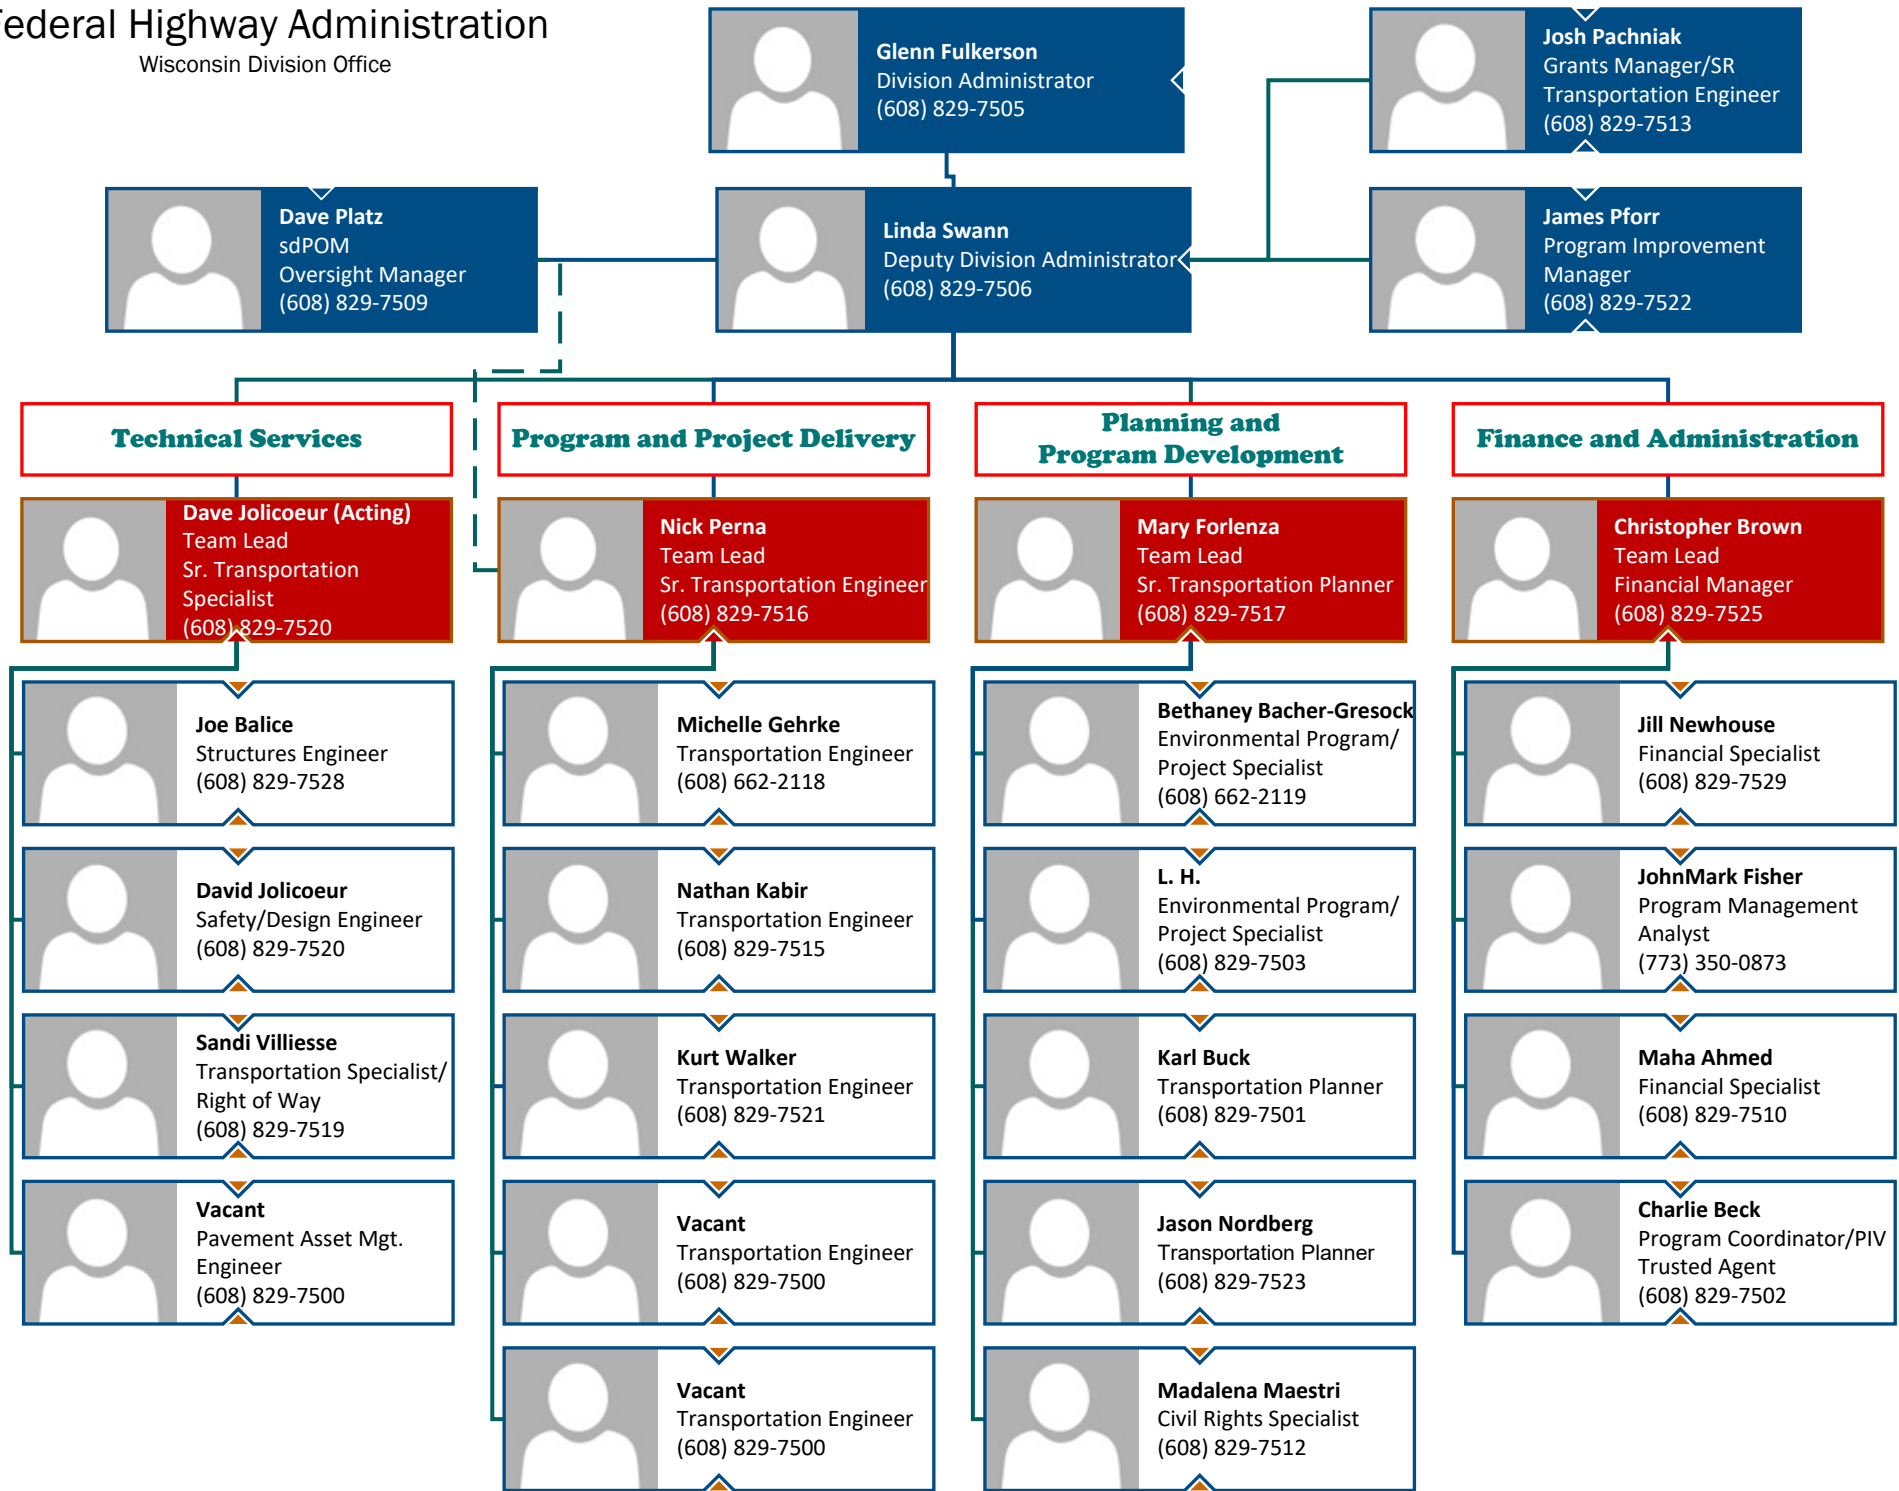 Federal Highway Administration
Wisconsin Division Office
Glenn Fulkerson
Division Administrator
(608) 829-7505
Josh Pachniak
Grants Manager/SR
Transportation Engineer
(608) 829-7513
Dave Platz
sdPOM
Oversight Manager
(608) 829-7509
Linda Swann
Deputy Division Administrator
(608) 829-7506
James Pforr
Program Improvement
Manager
(608) 829-7522
Technical Services
Dave Jolicoeur (Acting)
Team Lead
Sr. Transportation
Specialist
(608) 829-7520
Joe Balice
Structures Engineer
(608) 829-7528
David Jolicoeur
Safety/Design Engineer
(608) 829-7520
Sandi Villiesse
Transportation Specialist/
Right of Way
(608) 829-7519
Vacant
Pavement Asset Mgt.
Engineer
(608) 829-7500
Program and Project Delivery
Nick Perna
Team Lead
Sr. Transportation Engineer
(608) 829-7516
Michelle Gehrke
Transportation Engineer
(608) 662-2118
Nathan Kabir
Transportation Engineer
(608) 829-7515
Kurt Walker
Transportation Engineer
(608) 829-7521
Vacant
Transportation Engineer
(608) 829-7500
Vacant
Transportation Engineer
(608) 829-7500
Planning and
Program Development
Mary Forlenza
Team Lead
Sr. Transportation Planner
(608) 829-7517
Bethaney Bacher-Gresock
Environmental Program/
Project Specialist
(608) 662-2119
L. H.
Environmental Program/
Project Specialist
(608) 829-7503
Karl Buck
Transportation Planner
(608) 829-7501
Jason Nordberg
Transportation Planner
(608) 829-7523
Madalena Maestri
Civil Rights Specialist
(608) 829-7512
Finance and Administration
Christopher Brown
Team Lead
Financial Manager
(608) 829-7525
Jill Newhouse
Financial Specialist
(608) 829-7529
JohnMark Fisher
Program Management
Analyst
(773) 350-0873
Maha Ahmed
Financial Specialist
(608) 829-7510
Charlie Beck
Program Coordinator/PIV
Trusted Agent
(608) 829-7502